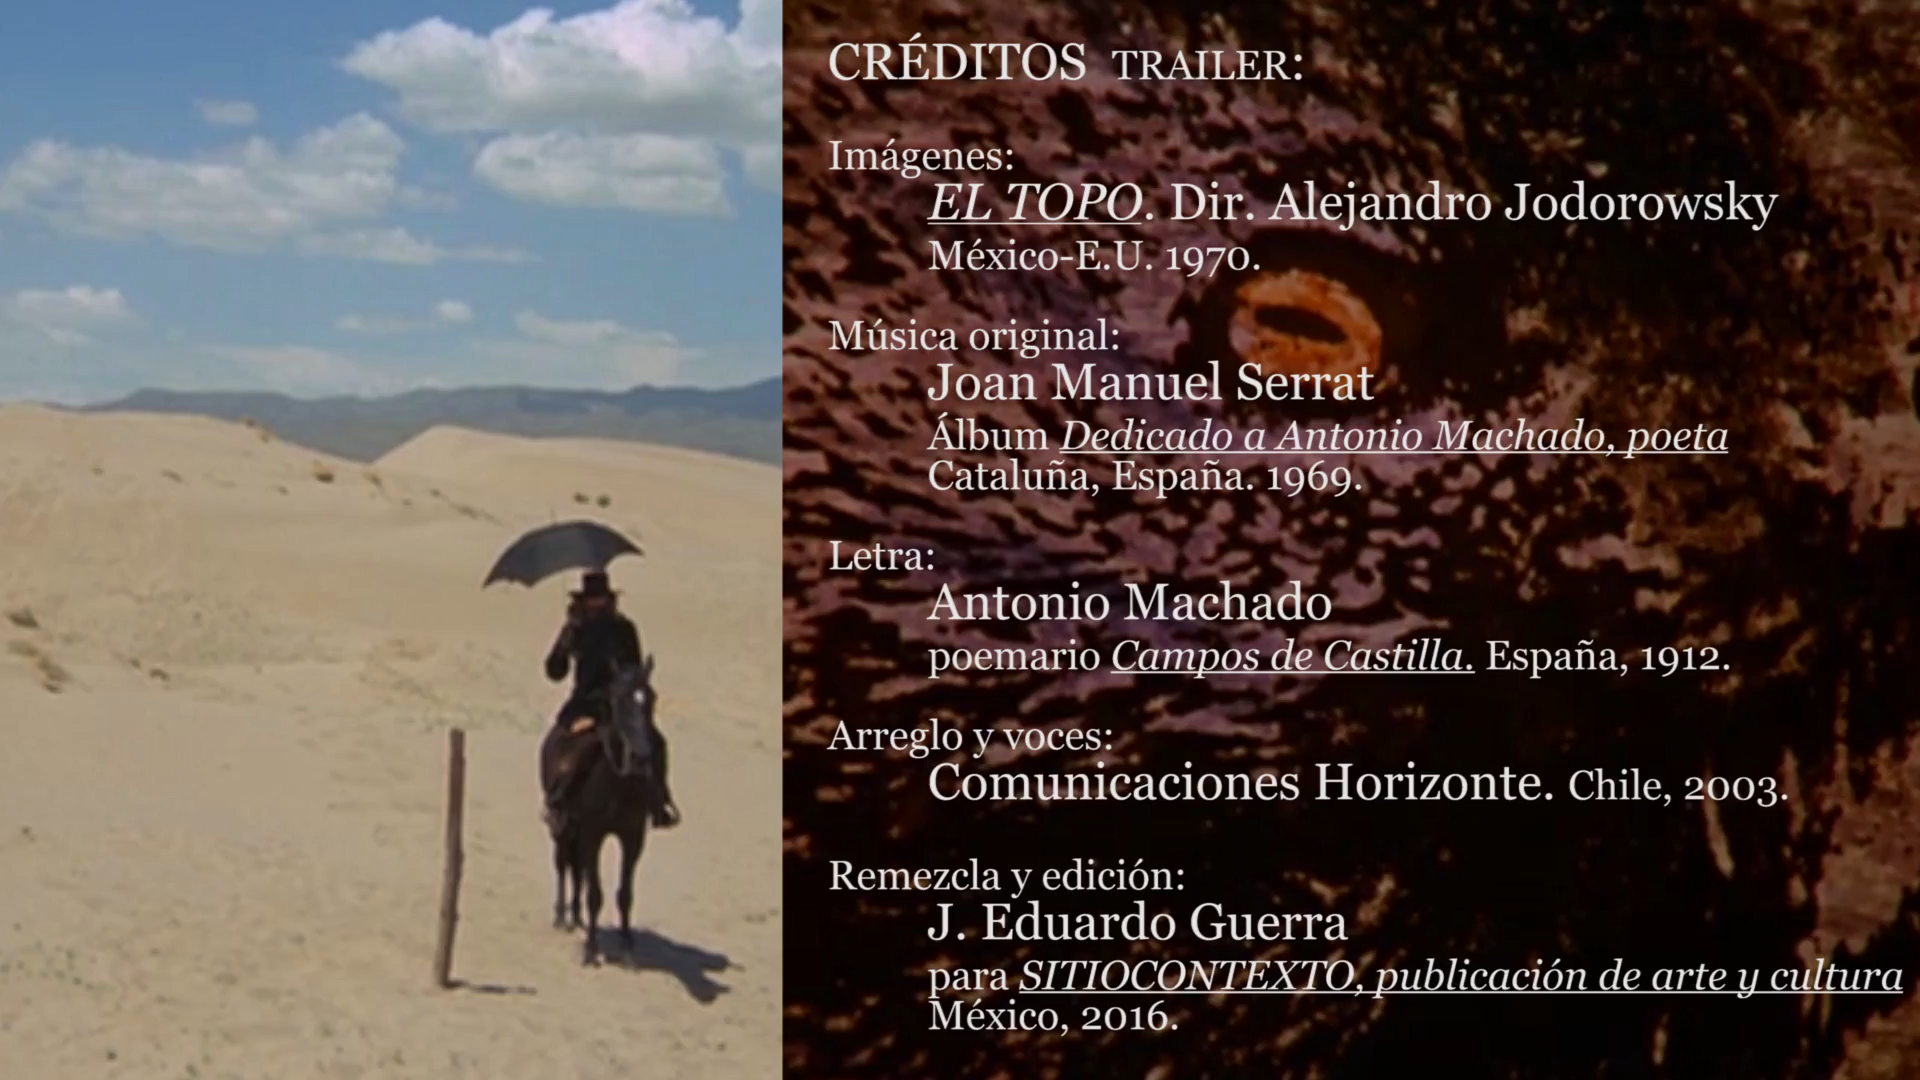 CRÉDITOS TRAILER:
Imágenes:
EL TOPO. Dir. Alejandro Jodorowsky
México-E.U. 1970.
Música original:
Joan Manuel Serrat
Álbum Dedicado a Antonio Machado, poeta
Cataluña, España. 1969.
Letra:
Antonio Machado
poemario Campos de Castilla. España, 1912.
Arreglo y voces:
Comunicaciones Horizonte. Chile, 2003.
Remezcla y edición:
J. Eduardo Guerra
para SITIOCONTEXTO, publicación de arte y cultura
México, 2016.